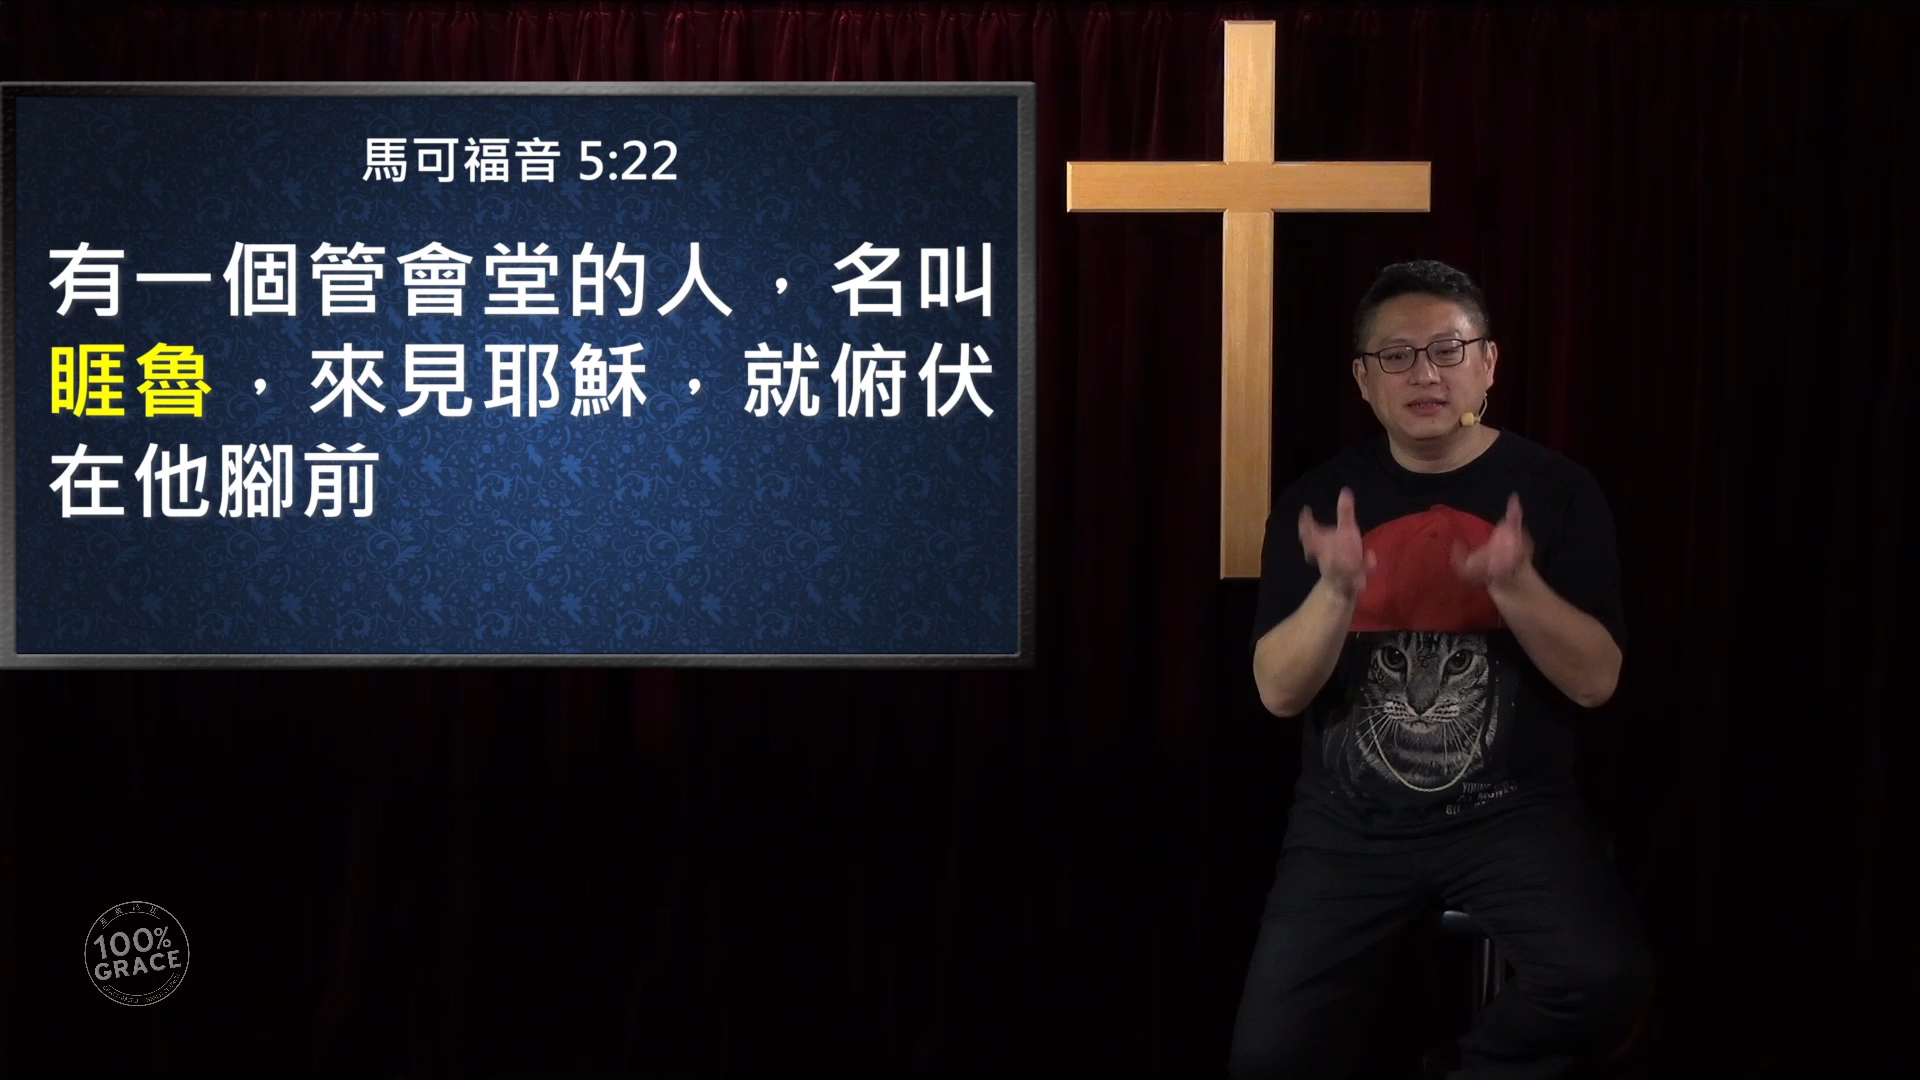 馬可福音 5:22
有一個管會堂的人，名叫
睚魯，來見耶穌，就俯伏
在他腳前
100%
GRACE